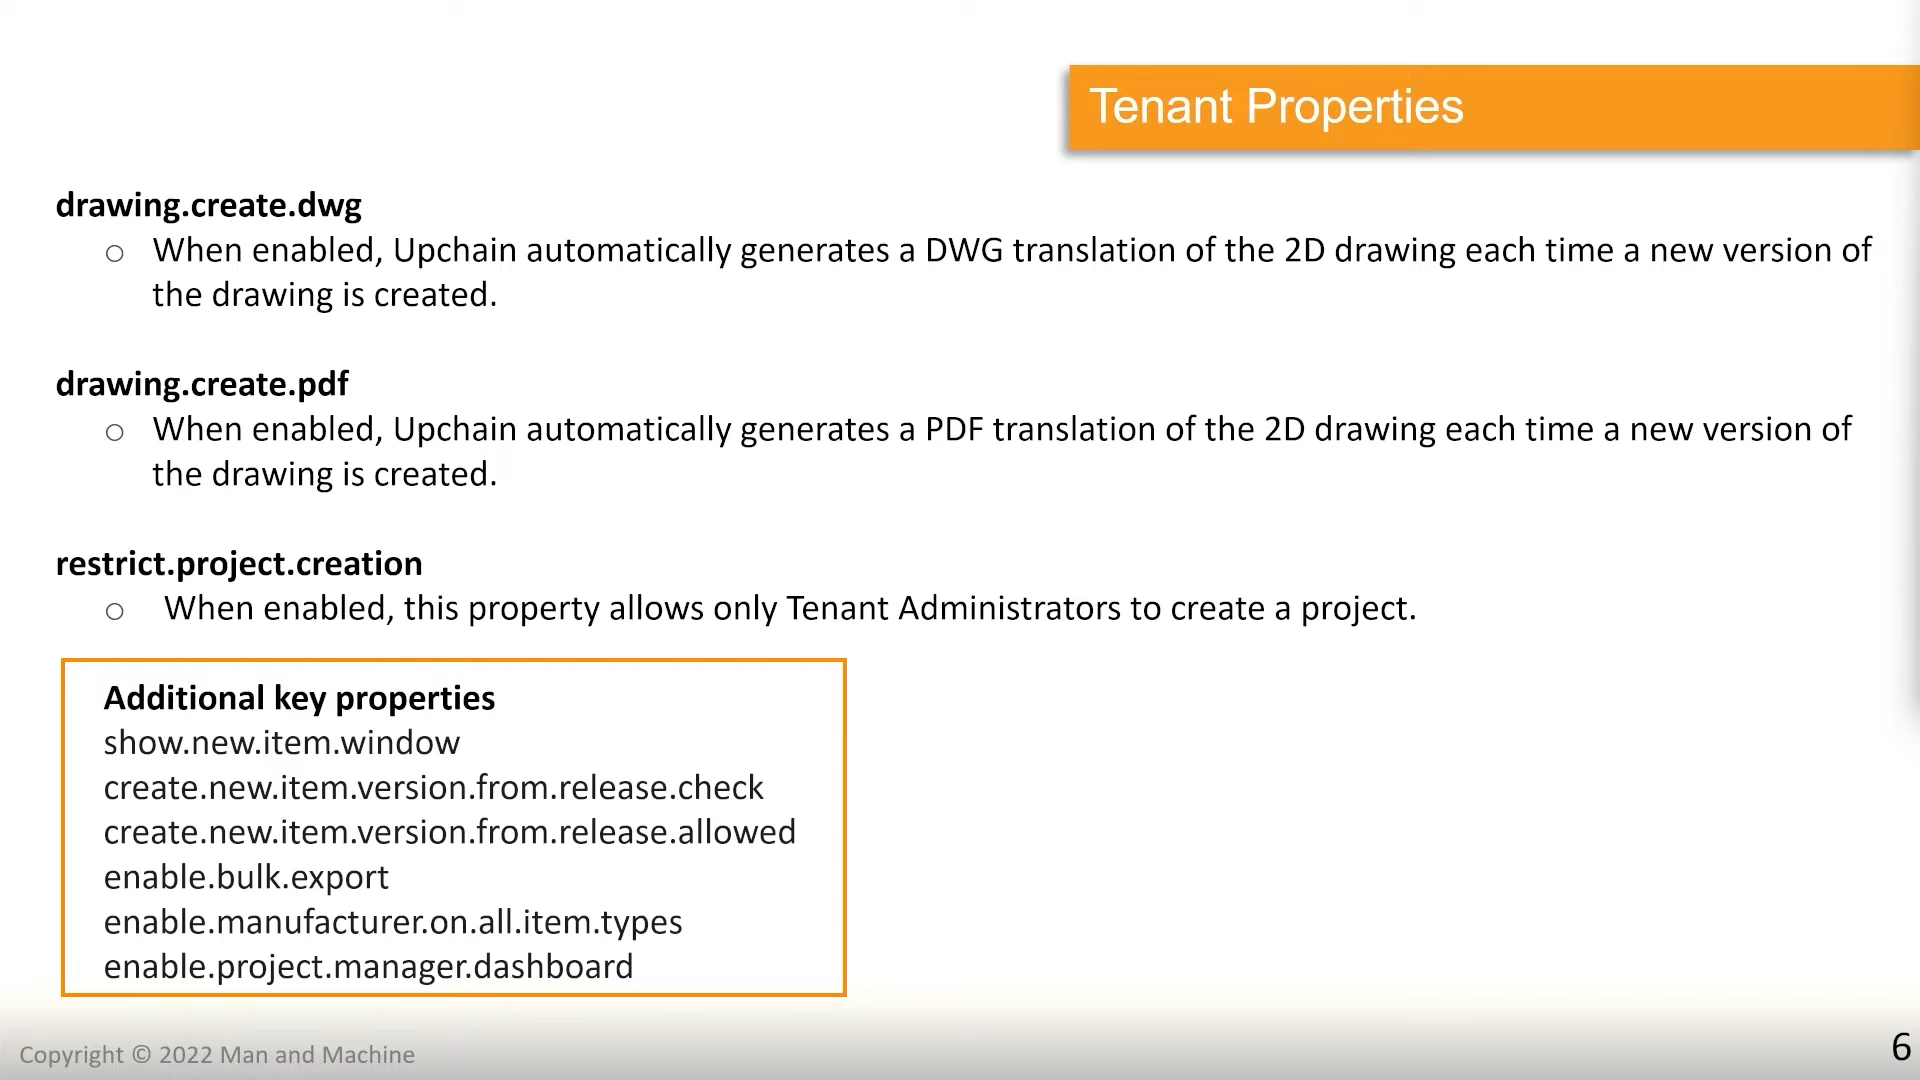 Tenant Properties
drawing.create.dwg
○ When enabled, Upchain automatically generates a DWG translation of the 2D drawing each time a new version of
the drawing is created.
drawing.create.pdf
○ When enabled, Upchain automatically generates a PDF translation of the 2D drawing each time a new version of
the drawing is created.
restrict.project.creation
○ When enabled, this property allows only Tenant Administrators to create a project.
Additional key properties
show.new.item.window
create.new.item.version.from.release.check
create.new.item.version.from.release.allowed
enable.bulk.export
enable.manufacturer.on.all.item.types
enable.project.manager.dashboard
Copyright © 2022 Man and Machine
6